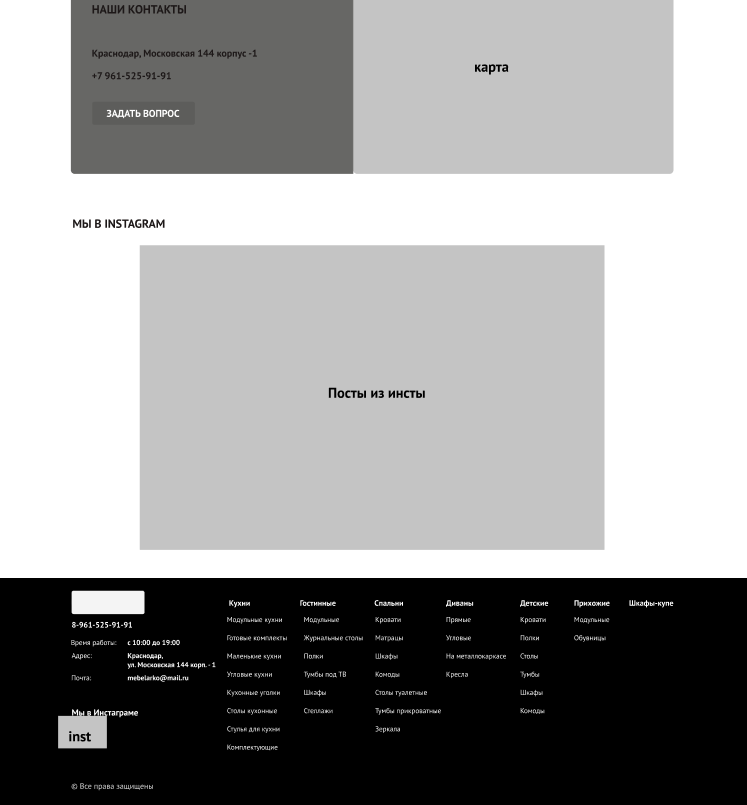 НАШИ КОНТАКТЫ
Краснодар, Московская 144 корпус -1
+7 961-525-91-91
ЗАДАТЬ ВОПРОС
карта
МЫ В INSTAGRAM
Посты из инсты
8-961-525-91-91
Время работы: с 10:00 до 19:00
Адрес: Краснодар,
ул. Московская 144 корп. - 1
Почта: mebelarko@mail.ru
Мы в Инстаграме
inst
Кухни
Модульные кухни
Готовые комплекты
Маленькие кухни
Угловые кухни
Кухонные уголки
Столы кухонные
Стулья для кухни
Комплектующие
Гостинные
Модульные
Журнальные столы
Полки
Тумбы под ТВ
Шкафы
Стеллажи
Спальни
Кровати
Матрацы
Шкафы
Комоды
Столы туалетные
Тумбы прикроватные
Зеркала
Диваны
Прямые
Угловые
На металлокаркасе
Кресла
Детские
Кровати
Полки
Столы
Тумбы
Шкафы
Комоды
Прихожие
Модульные
Обувницы
Шкафы-купе
© Все права защищены